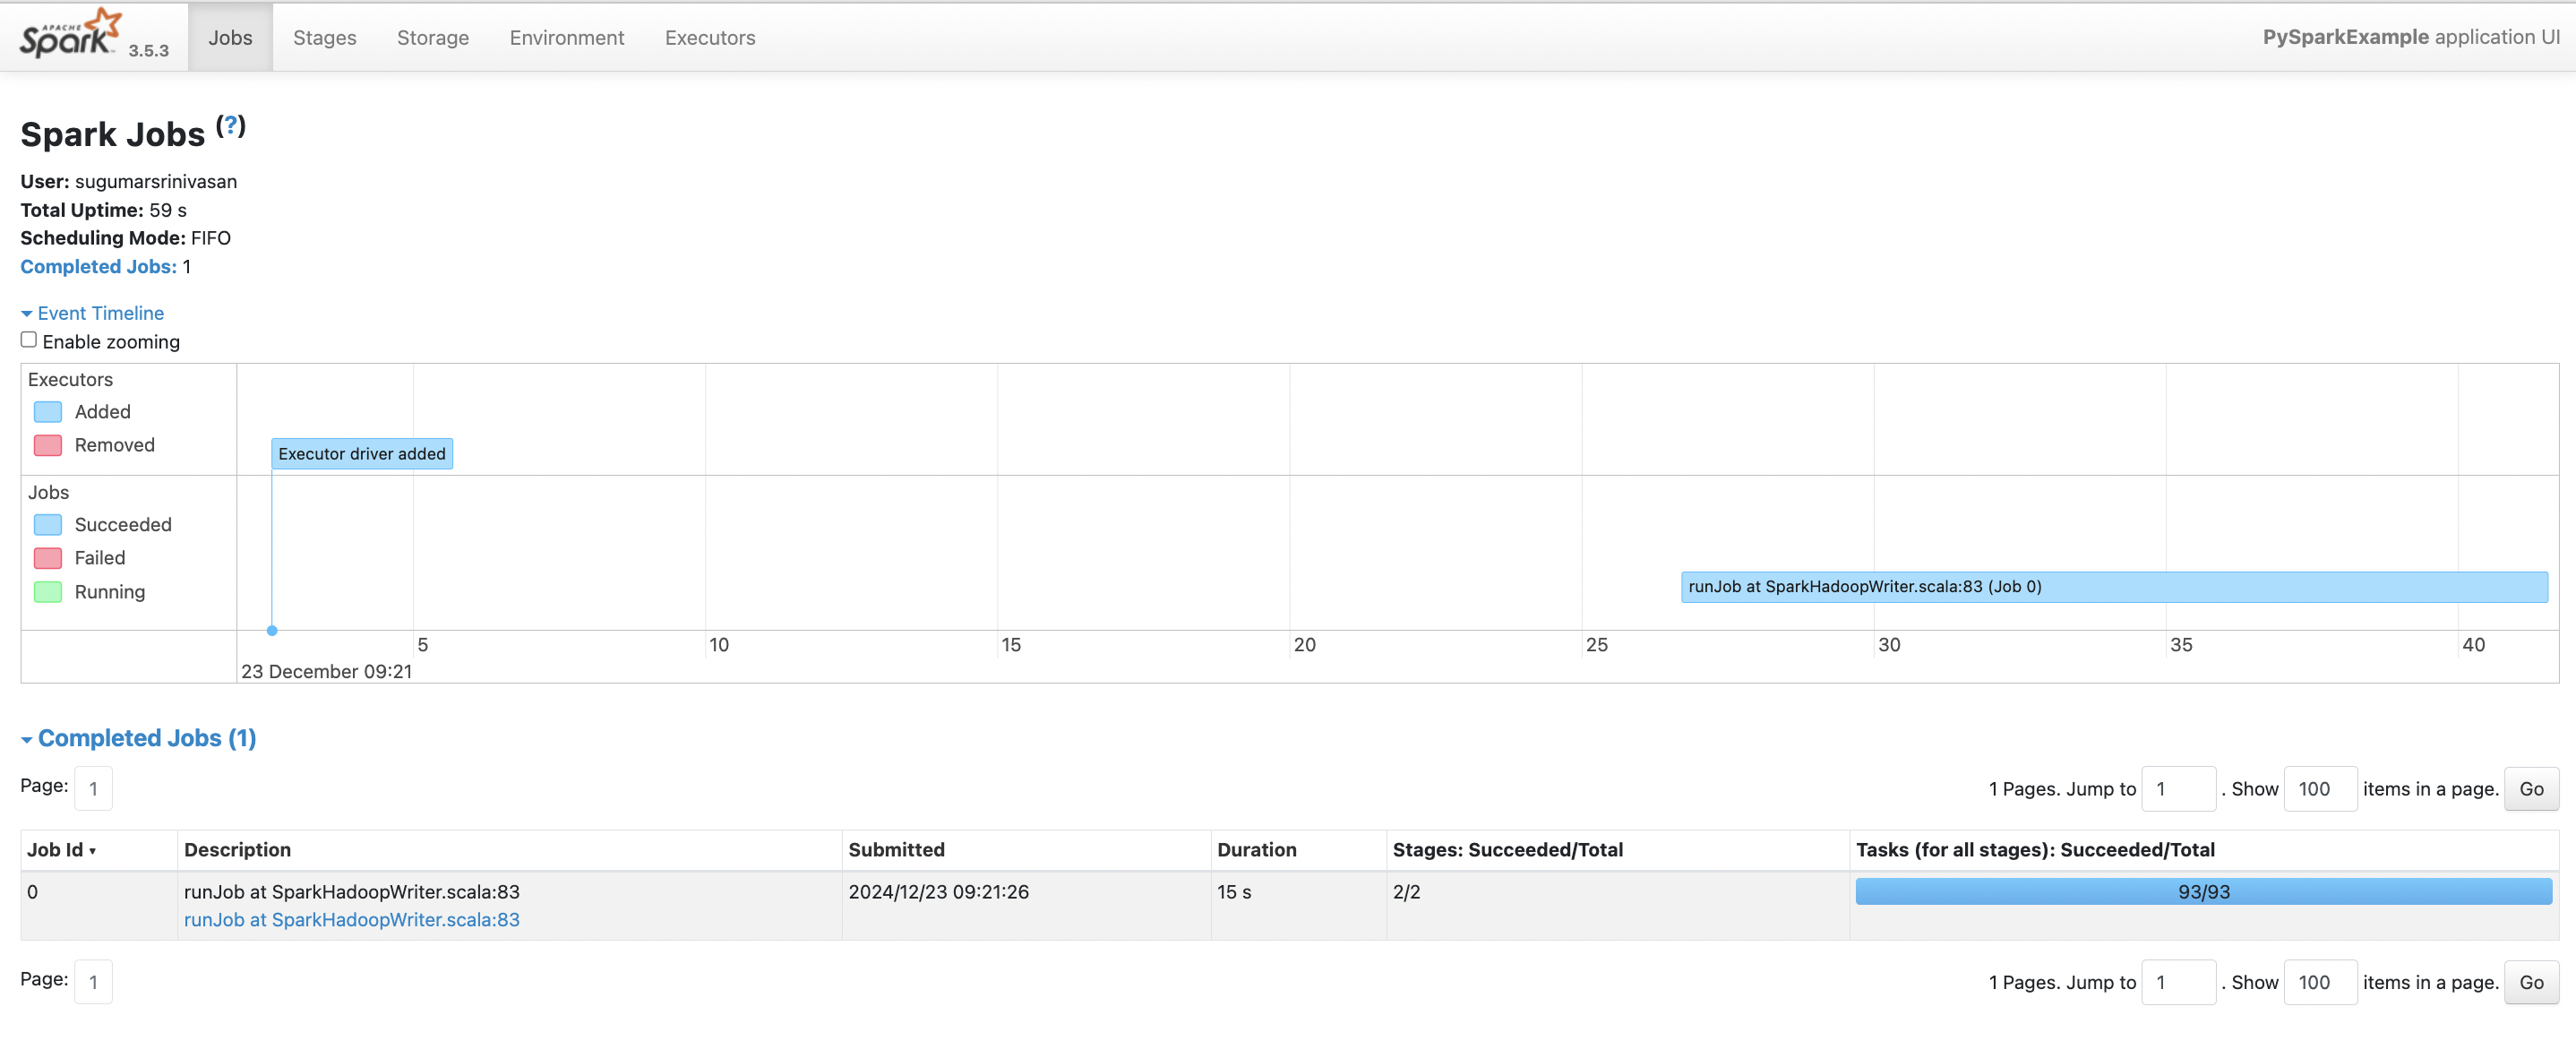 APACHE Spark 3.5.3 Jobs Stages Storage Environment Executors PySparkExample application UI
Spark Jobs (?)
User: sugumarsrinivasan
Total Uptime: 59 s
Scheduling Mode: FIFO
Completed Jobs: 1
Event Timeline
Enable zooming
Executors
Added
Removed
Executor driver added
Jobs
Succeeded
Failed
Running
runJob at SparkHadoopWriter.scala:83 (Job 0)
5 10 15 20 25 30 35 40
23 December 09:21
Completed Jobs (1)
Page: 1 1 Pages. Jump to 1 . Show 100 items in a page. Go
Job Id ▾ Description Submitted Duration Stages: Succeeded/Total Tasks (for all stages): Succeeded/Total
0 runJob at SparkHadoopWriter.scala:83 2024/12/23 09:21:26 15 s 2/2 93/93
runJob at SparkHadoopWriter.scala:83
Page: 1 1 Pages. Jump to 1 . Show 100 items in a page. Go